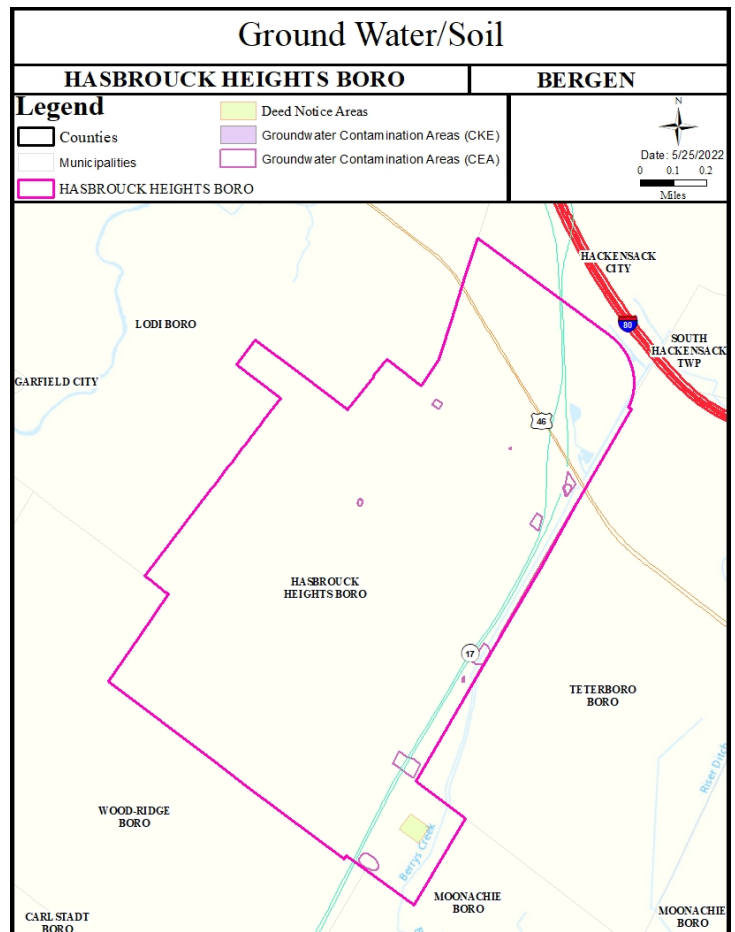 Ground Water/Soil
HASBROUCK HEIGHTS BORO
BERGEN
Legend
Counties
Municipalities
HASBROUCK HEIGHTS BORO
Deed Notice Areas
Groundwater Contamination Areas (CKE)
Groundwater Contamination Areas (CEA)
N
Date: 5/25/2022
0 0.1 0.2
Miles
HACKENSACK
CITY
80
LODI BORO
SOUTH
HACKENSACK
TWP
GARFIELD CITY
46
HASBROUCK
HEIGHTS BORO
17
TETERBORO
BORO
Riser Ditch
WOOD-RIDGE
BORO
Berrys Creek
MOONACHIE
BORO
CARLSTADT
BORO
MOONACHIE
BORO